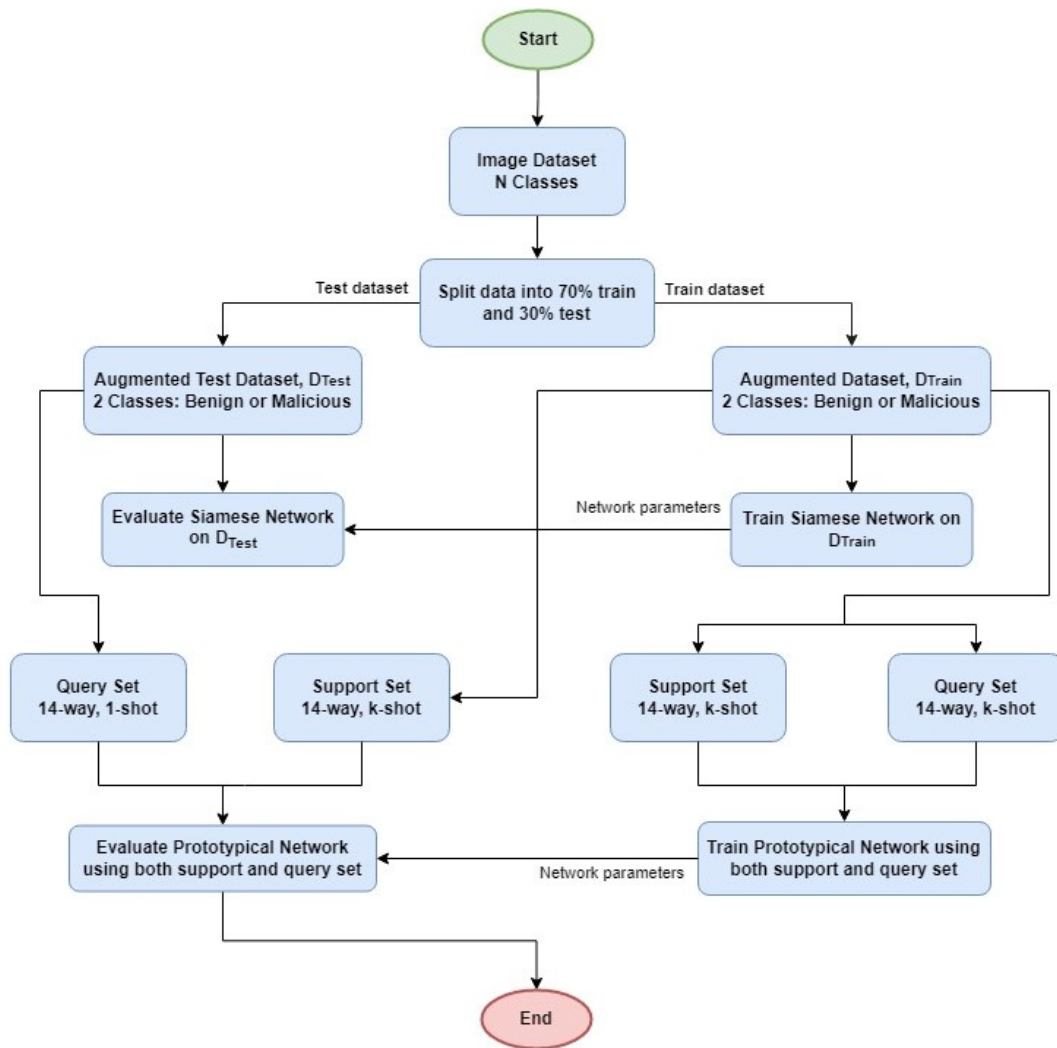 Start
Image Dataset
N Classes
Test dataset
Split data into 70% train
and 30% test
Train dataset
Augmented Test Dataset, DTest
2 Classes: Benign or Malicious
Augmented Dataset, DTrain
2 Classes: Benign or Malicious
Evaluate Siamese Network
on DTest
Network parameters
Train Siamese Network on
DTrain
Query Set
14-way, 1-shot
Support Set
14-way, k-shot
Support Set
14-way, k-shot
Query Set
14-way, k-shot
Evaluate Prototypical Network
using both support and query set
Network parameters
Train Prototypical Network using
both support and query set
End